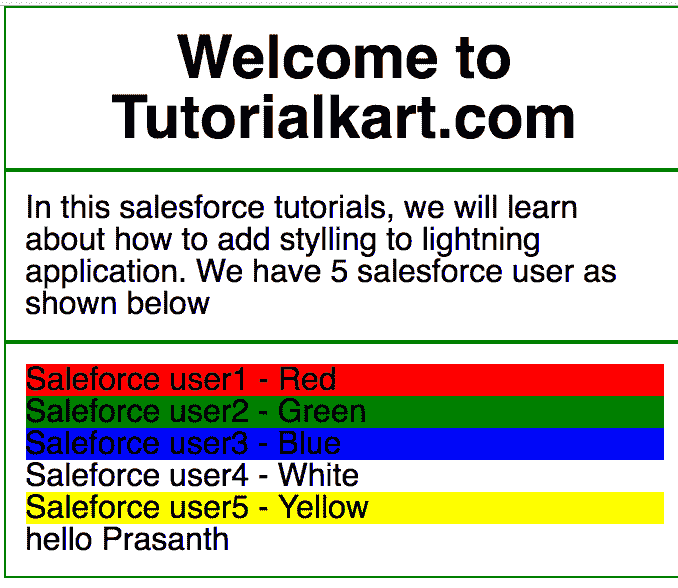 Welcome to
Tutorialkart.com
In this salesforce tutorials, we will learn
about how to add stylling to lightning
application. We have 5 salesforce user as
shown below
Saleforce user1 - Red
Saleforce user2 - Green
Saleforce user3 - Blue
Saleforce user4 - White
Saleforce user5 - Yellow
hello Prasanth